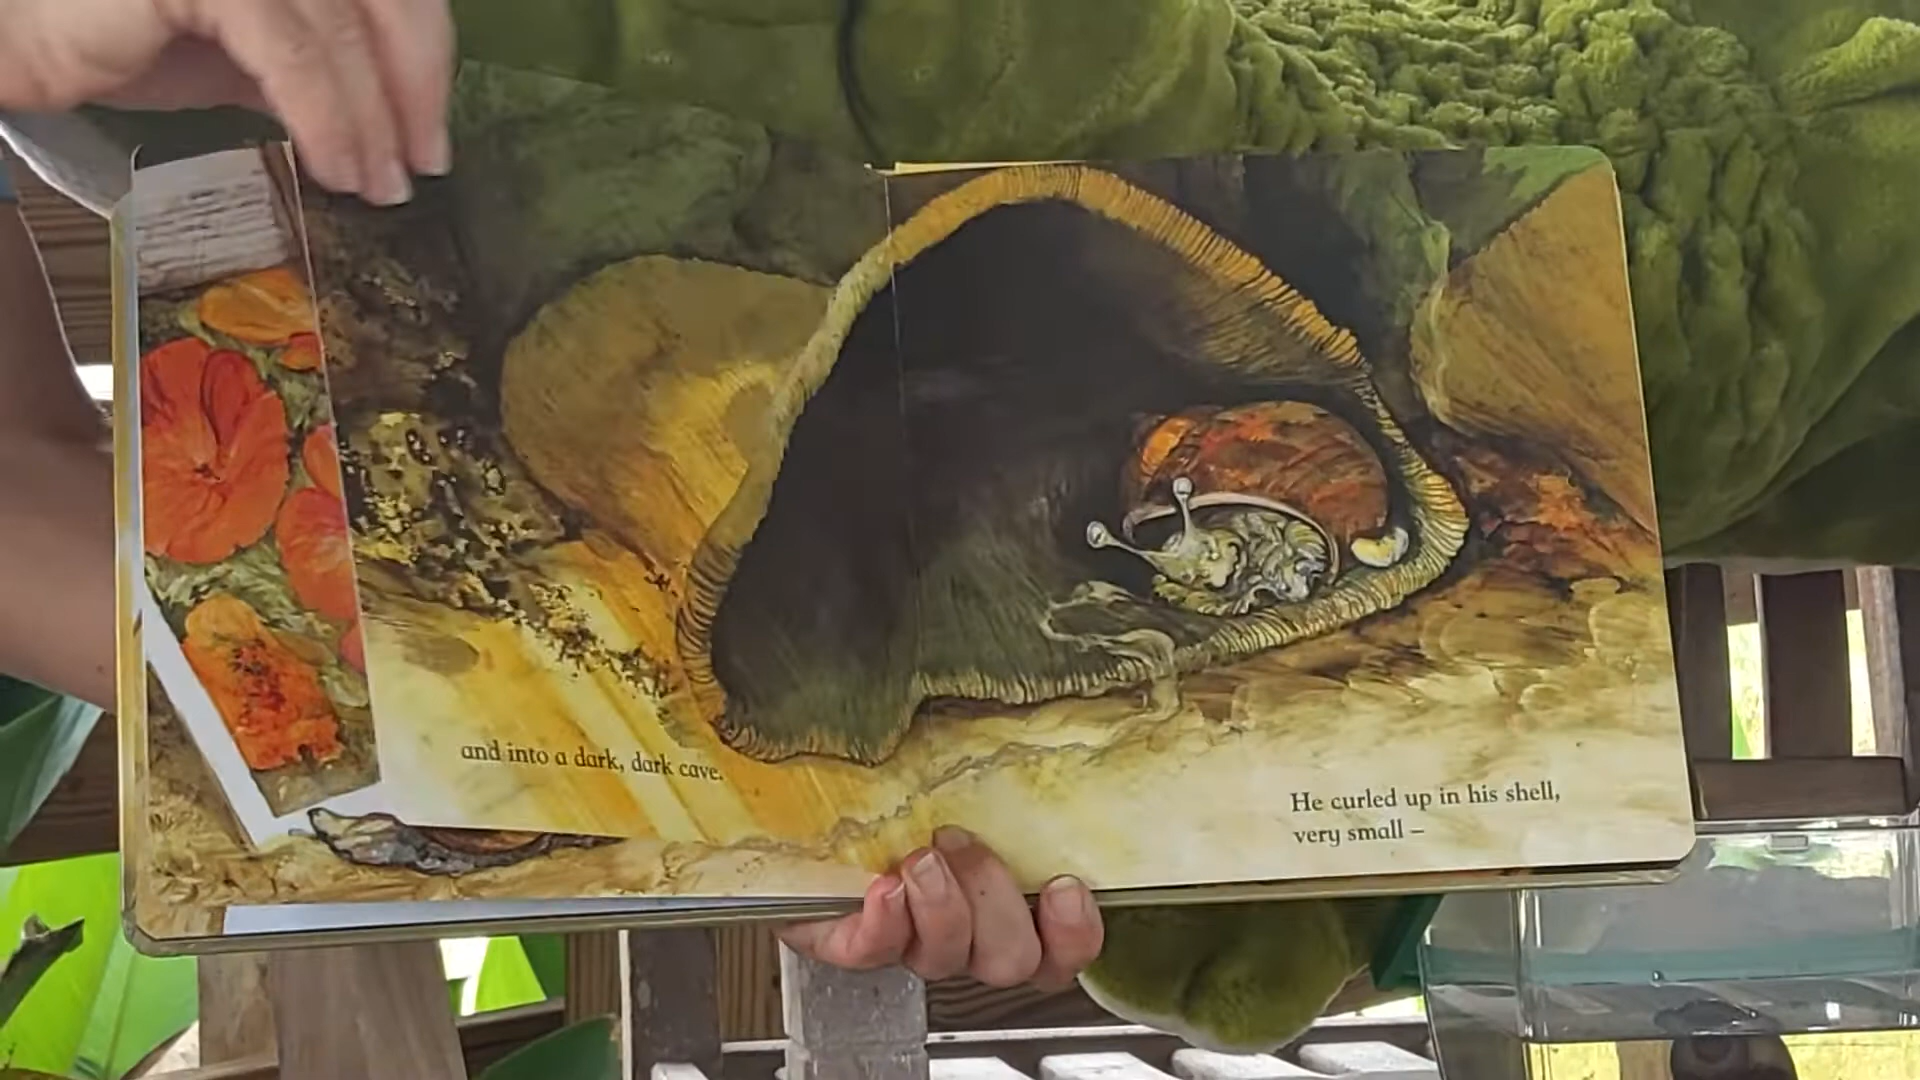 and into a dark, dark cave.
He curled up in his shell,
very small –